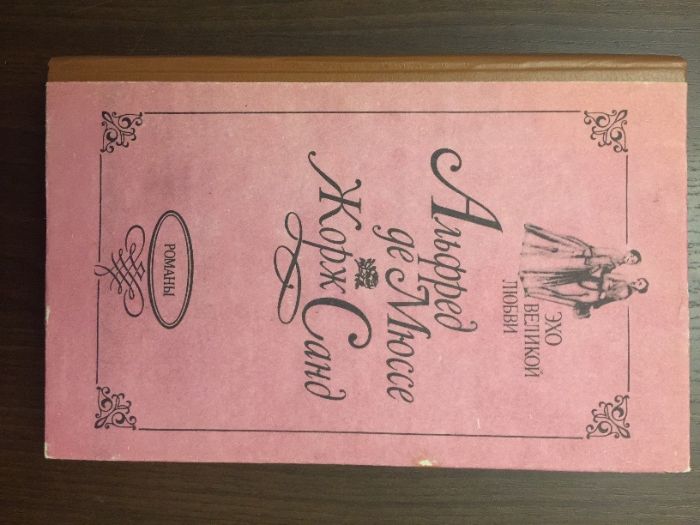 ЭХО
ВЕЛИКОЙ
ЛЮБВИ
Альфред
де Мюссе
Жорж Санд
РОМАНЫ